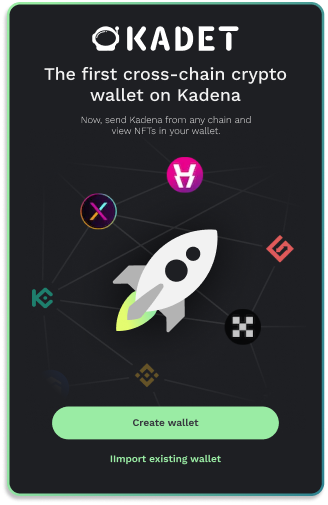 OKADET
The first cross-chain crypto
wallet on Kadena
Now, send Kadena from any chain and
view NFTs in your wallet.
Create wallet
IImport existing wallet